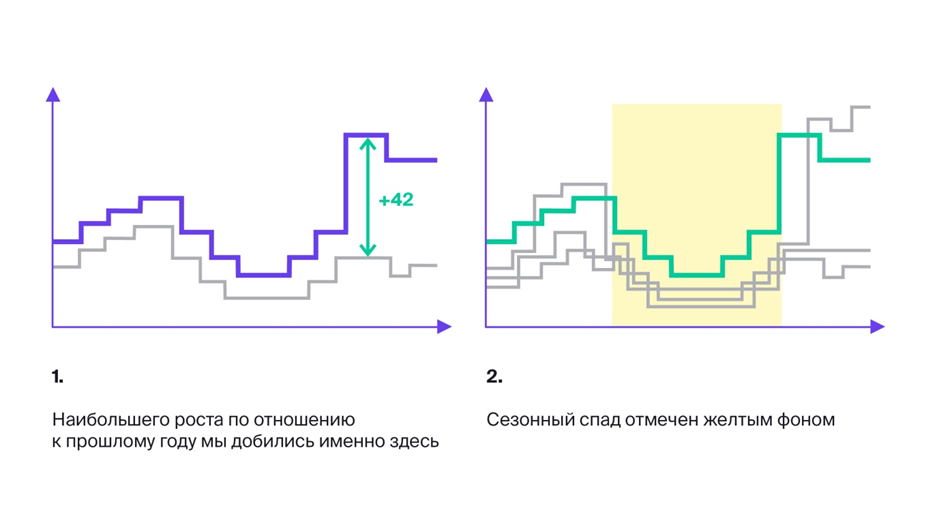 +42
1.
Наибольшего роста по отношению
к прошлому году мы добились именно здесь
2.
Сезонный спад отмечен желтым фоном